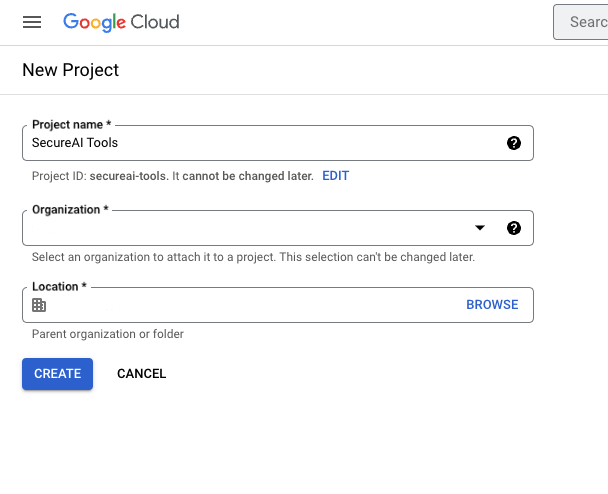 Google Cloud
Searc
New Project
Project name *
SecureAI Tools
Project ID: secureai-tools. It cannot be changed later. EDIT
Organization *
Select an organization to attach it to a project. This selection can't be changed later.
Location *
BROWSE
Parent organization or folder
CREATE CANCEL